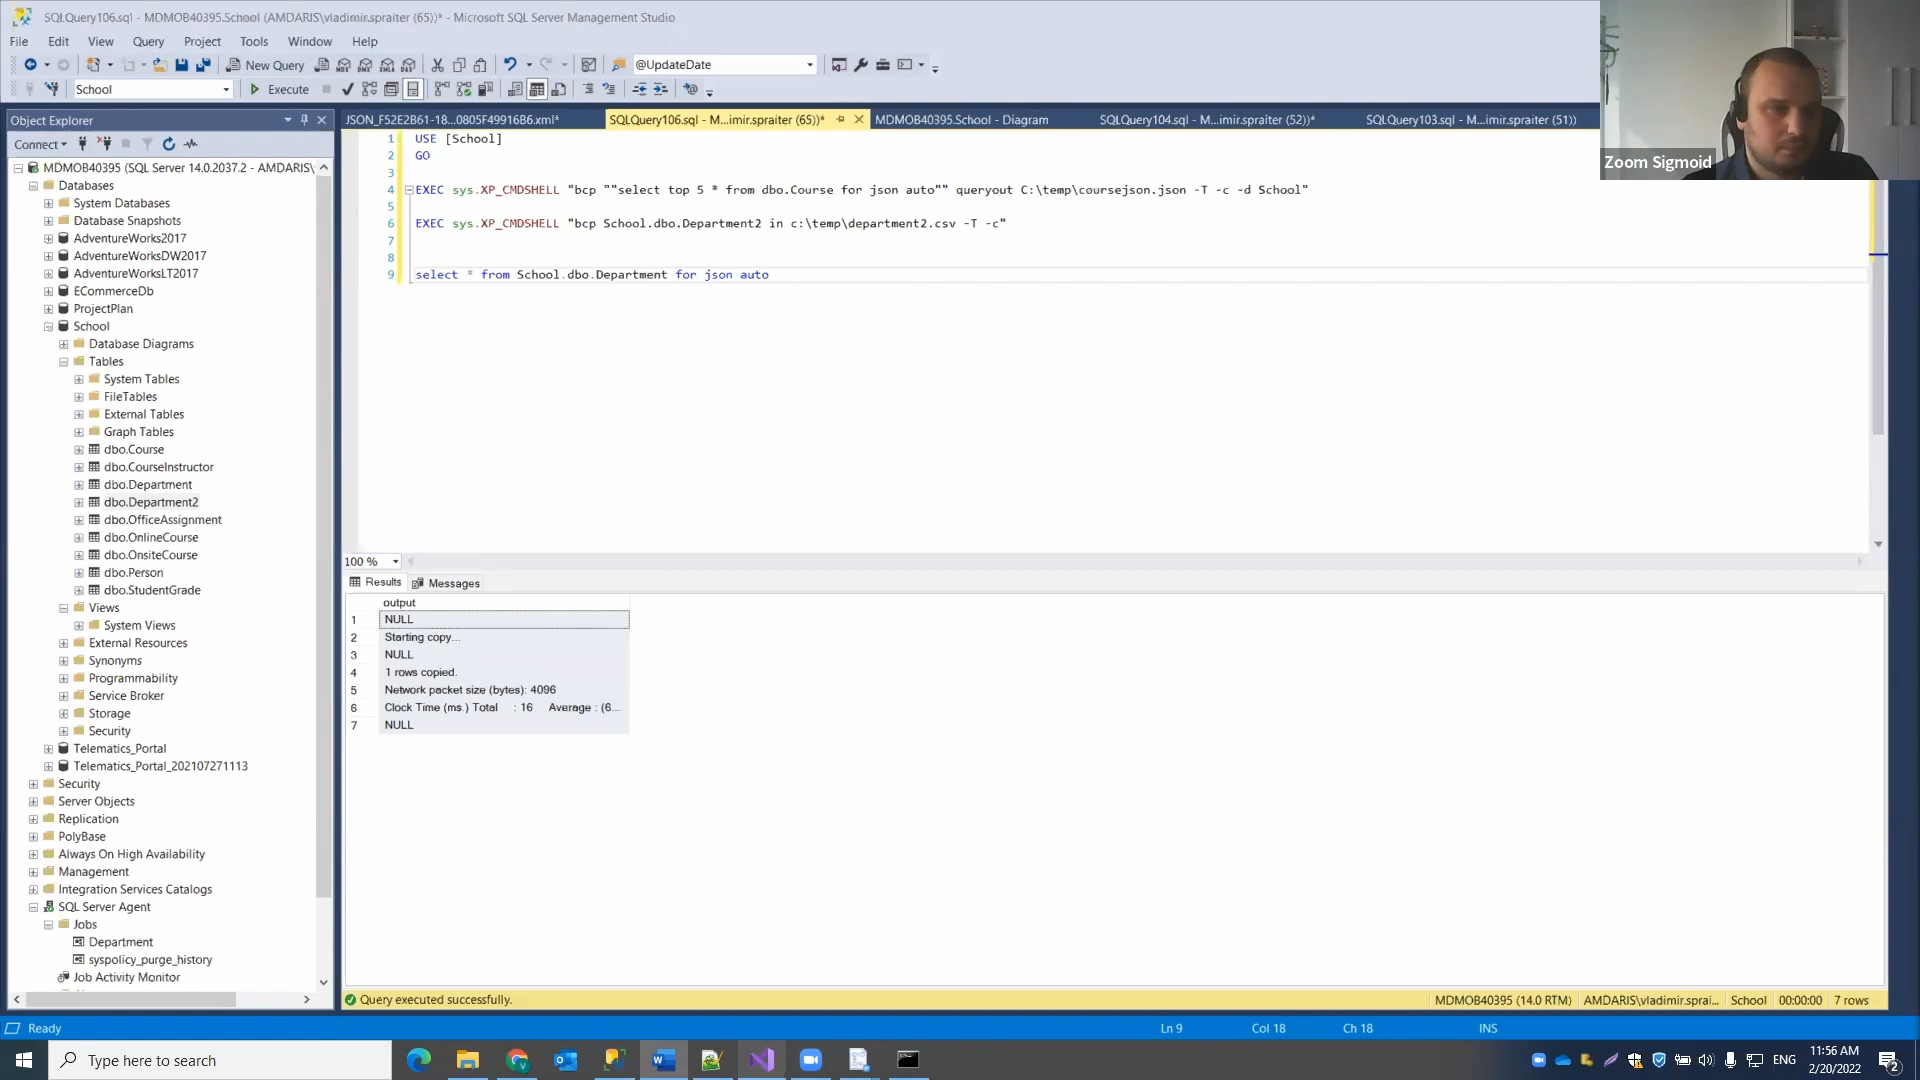 SQLQuery106.sql - MDMOB40395.School (AMDARIS\vladimir.spraiter (65))* - Microsoft SQL Server Management Studio
File Edit View Query Project Tools Window Help
New Query @UpdateDate
School Execute
Object Explorer
Connect
MDMOB40395 (SQL Server 14.0.2037.2 - AMDARIS\
Databases
System Databases
Database Snapshots
AdventureWorks2017
AdventureWorksDW2017
AdventureWorksLT2017
ECommerceDb
ProjectPlan
School
Database Diagrams
Tables
System Tables
FileTables
External Tables
Graph Tables
dbo.Course
dbo.CourseInstructor
dbo.Department
dbo.Department2
dbo.OfficeAssignment
dbo.OnlineCourse
dbo.OnsiteCourse
dbo.Person
dbo.StudentGrade
Views
System Views
External Resources
Synonyms
Programmability
Service Broker
Storage
Security
Telematics_Portal
Telematics_Portal_202107271113
Security
Server Objects
Replication
PolyBase
Always On High Availability
Management
Integration Services Catalogs
SQL Server Agent
Jobs
Department
syspolicy_purge_history
Job Activity Monitor
JSON_F52E2B61-18...0805F49916B6.xml* SQLQuery106.sql - M...imir.spraiter (65))* MDMOB40395.School - Diagram SQLQuery104.sql - M...imir.spraiter (52))* SQLQuery103.sql - M...imir.spraiter (51))
1 USE [School]
2 GO
3
4 EXEC sys.XP_CMDSHELL "bcp ""select top 5 * from dbo.Course for json auto"" queryout C:\temp\coursejson.json -T -c -d School"
5
6 EXEC sys.XP_CMDSHELL "bcp School.dbo.Department2 in c:\temp\department2.csv -T -c"
7
8
9 select * from School.dbo.Department for json auto
100 %
Results Messages
output
1 NULL
2 Starting copy...
3 NULL
4 1 rows copied.
5 Network packet size (bytes): 4096
6 Clock Time (ms.) Total : 16 Average : (6...
7 NULL
Query executed successfully. MDMOB40395 (14.0 RTM) AMDARIS\vladimir.sprai... School 00:00:00 7 rows
Ready Ln 9 Col 18 Ch 18 INS
Type here to search ENG 11:56 AM
2/20/2022
2
Zoom Sigmoid